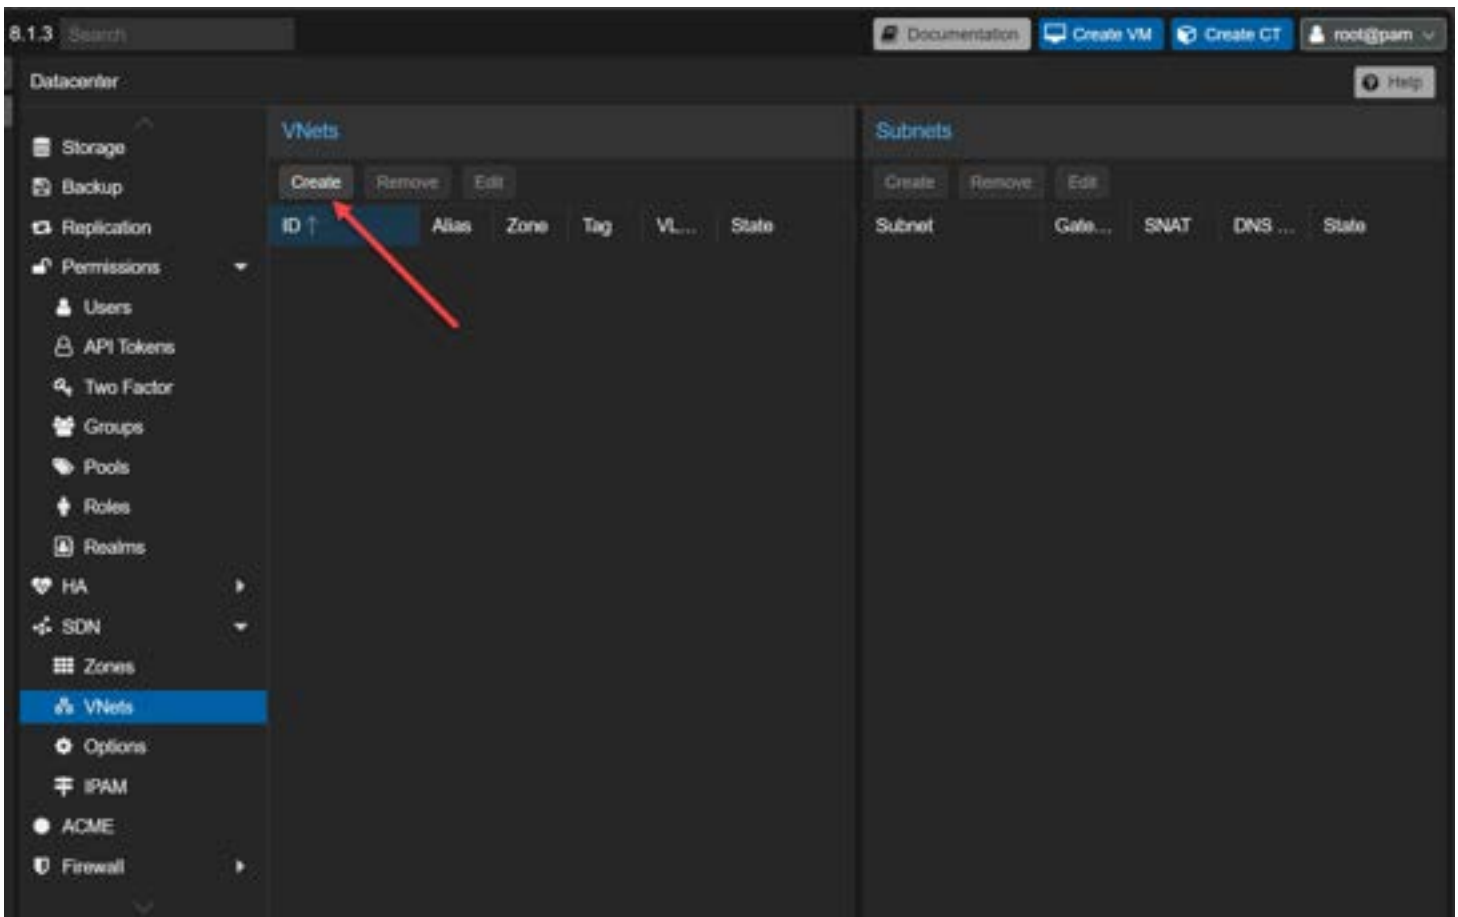 8.1.3 Search Documentation Create VM Create CT root@pam
Datacenter Help
Storage
Backup
Replication
Permissions
Users
API Tokens
Two Factor
Groups
Pools
Roles
Realms
HA
SDN
Zones
VNets
Options
IPAM
ACME
Firewall
VNets
Create Remove Edit
ID ↑ Alias Zone Tag VL... State
Subnets
Create Remove Edit
Subnet Gate... SNAT DNS ... State